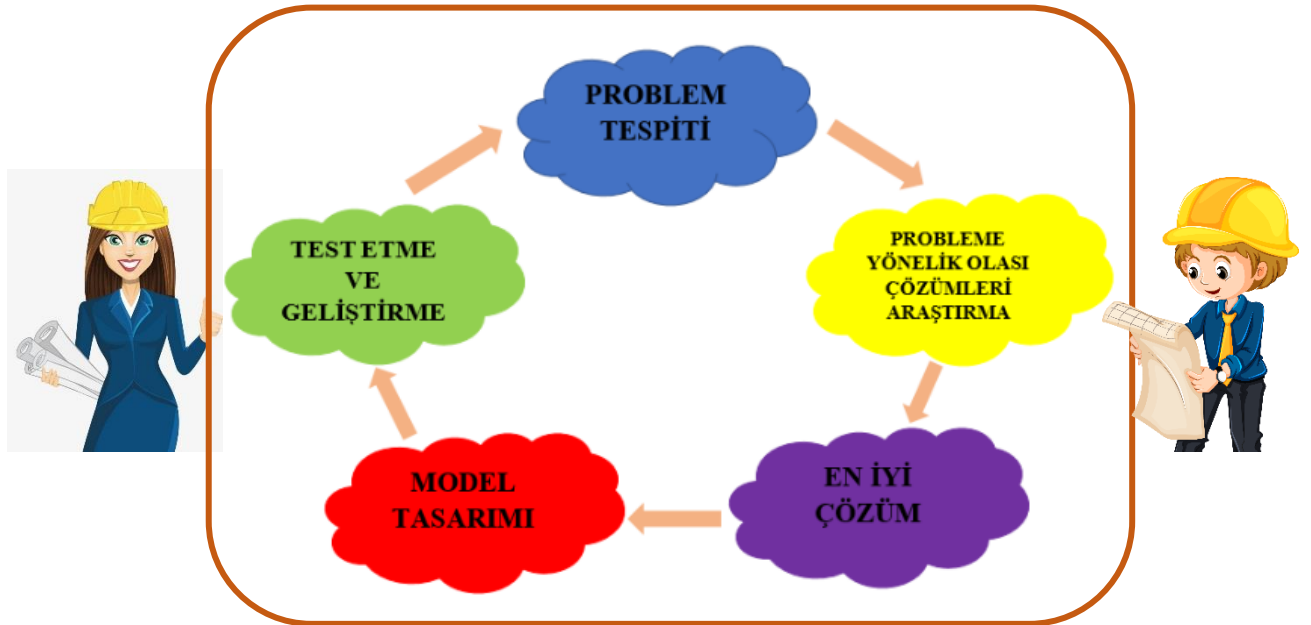 PROBLEM
TESPİTİ
PROBLEME
YÖNELİK OLASI
ÇÖZÜMLERİ
ARAŞTIRMA
EN İYİ
ÇÖZÜM
MODEL
TASARIMI
TEST ETME
VE
GELİŞTİRME